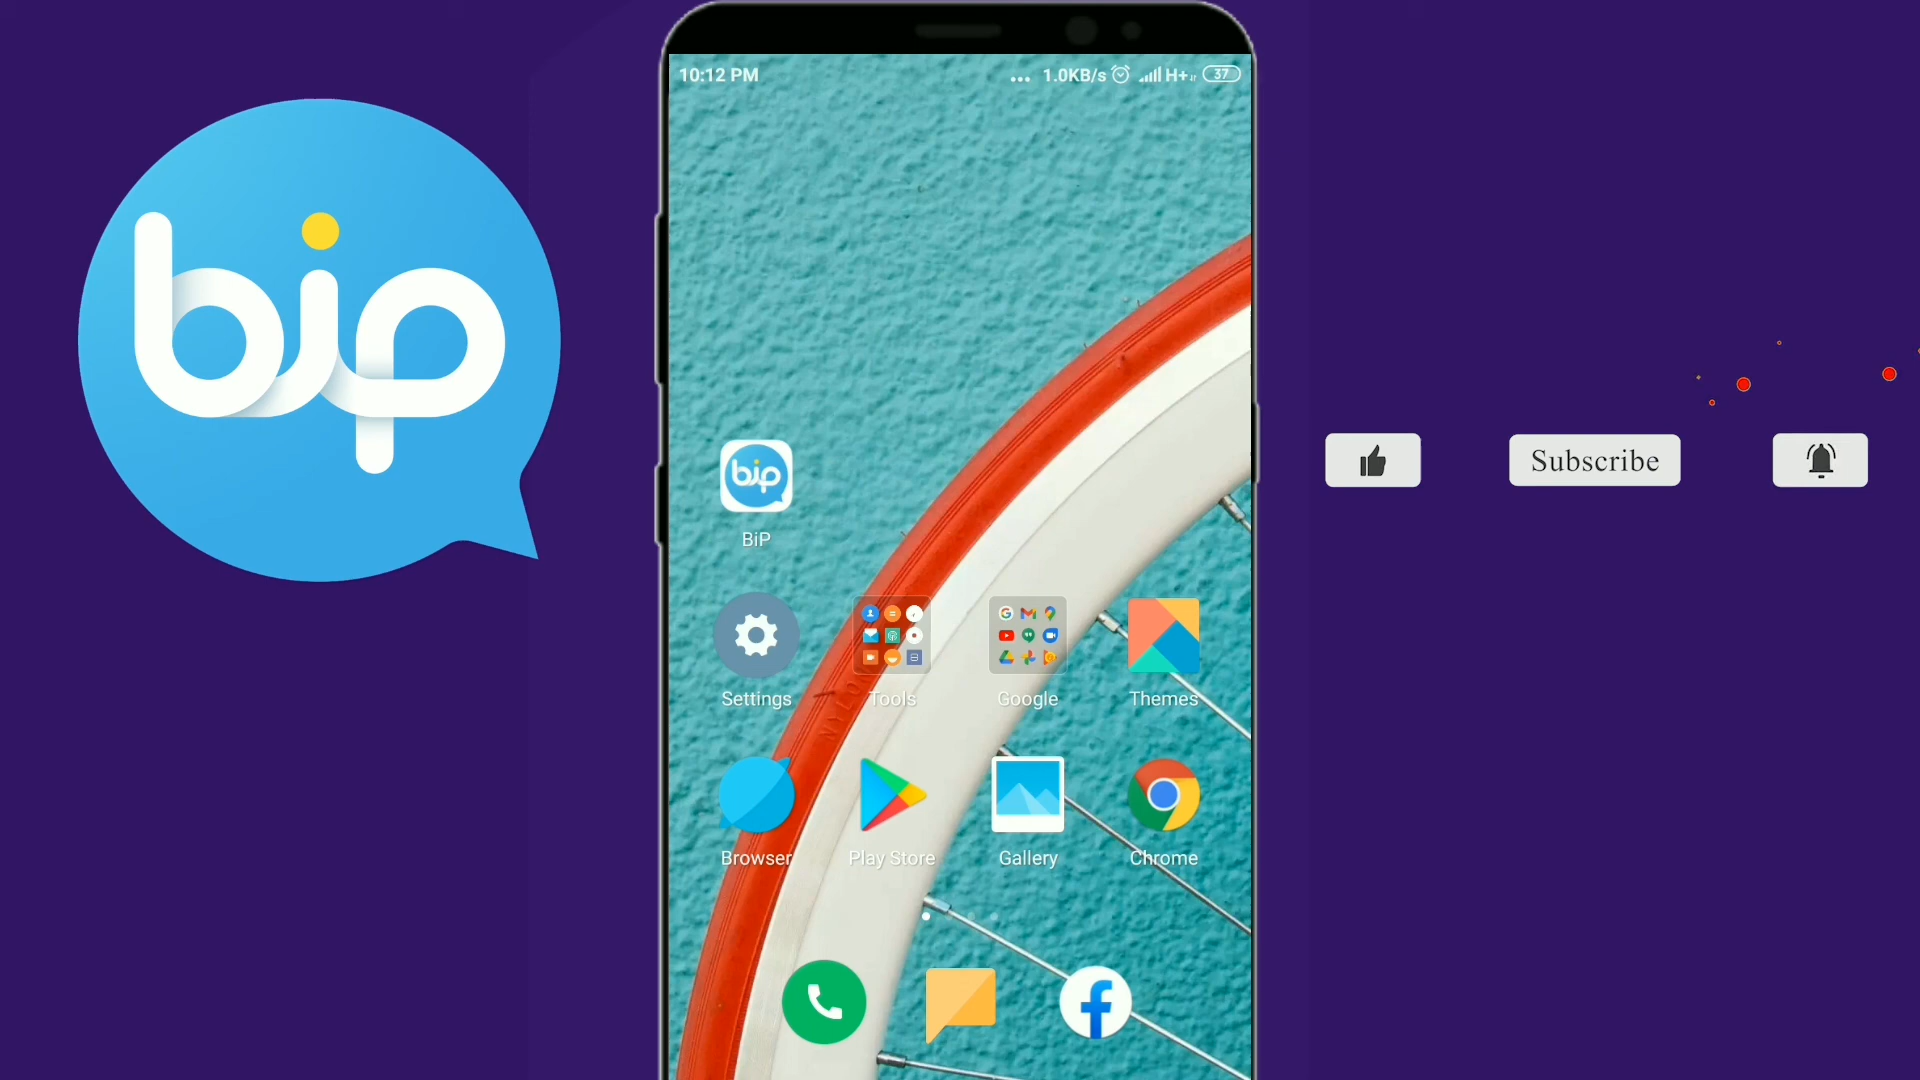 bip
10:12 PM
... 1.0KB/s H+ 37
bip
BiP
Subscribe
Settings
Tools
Google
Themes
NYLO
Browser
Play Store
Gallery
Chrome